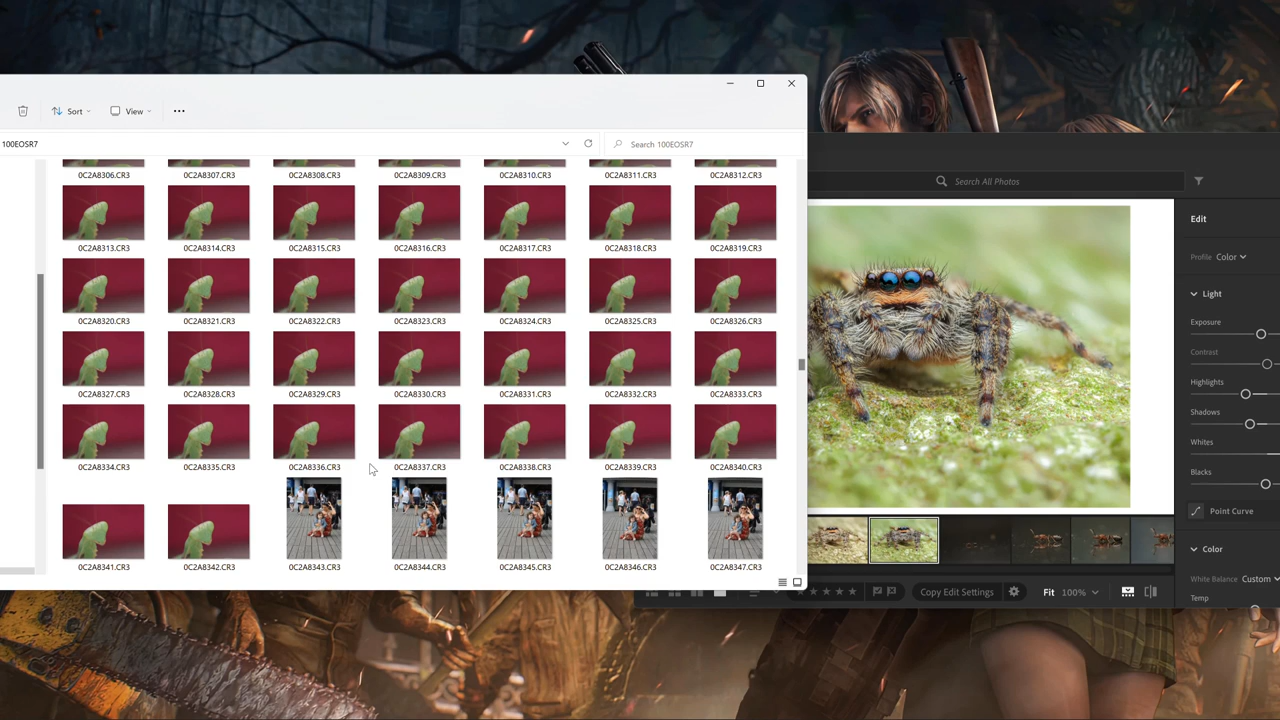 Sort
View
100EOSR7
Search 100EOSR7
0C2A8306.CR3 0C2A8307.CR3 0C2A8308.CR3 0C2A8309.CR3 0C2A8310.CR3 0C2A8311.CR3 0C2A8312.CR3
0C2A8313.CR3 0C2A8314.CR3 0C2A8315.CR3 0C2A8316.CR3 0C2A8317.CR3 0C2A8318.CR3 0C2A8319.CR3
0C2A8320.CR3 0C2A8321.CR3 0C2A8322.CR3 0C2A8323.CR3 0C2A8324.CR3 0C2A8325.CR3 0C2A8326.CR3
0C2A8327.CR3 0C2A8328.CR3 0C2A8329.CR3 0C2A8330.CR3 0C2A8331.CR3 0C2A8332.CR3 0C2A8333.CR3
0C2A8334.CR3 0C2A8335.CR3 0C2A8336.CR3 0C2A8337.CR3 0C2A8338.CR3 0C2A8339.CR3 0C2A8340.CR3
0C2A8341.CR3 0C2A8342.CR3 0C2A8343.CR3 0C2A8344.CR3 0C2A8345.CR3 0C2A8346.CR3 0C2A8347.CR3
Search All Photos
Edit
Profile Color
Light
Exposure
Contrast
Highlights
Shadows
Whites
Blacks
Point Curve
Color
White Balance Custom
Temp
Copy Edit Settings
Fit 100%